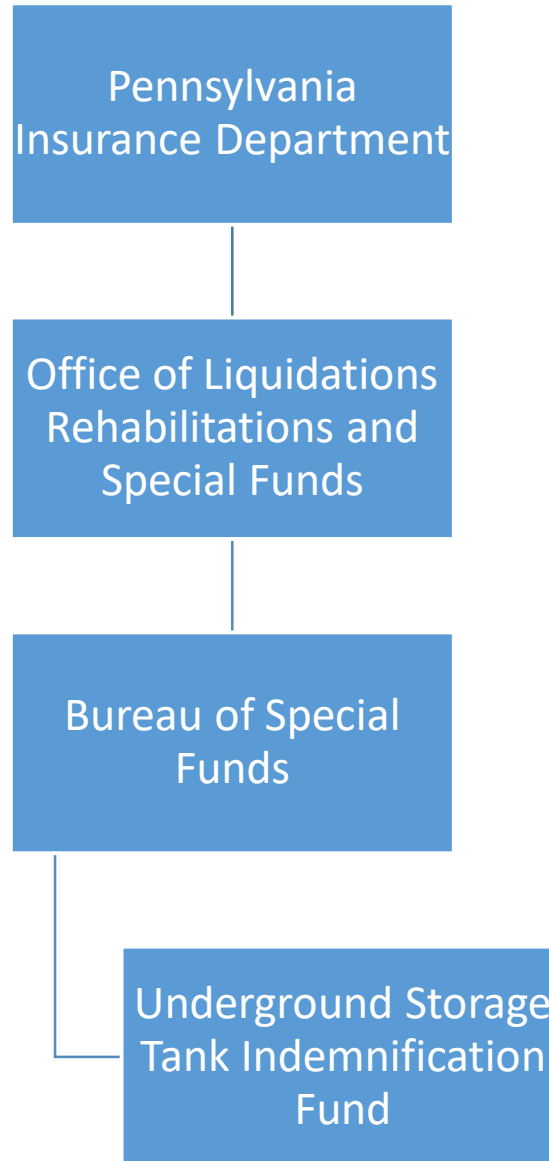 Pennsylvania
Insurance Department
Office of Liquidations
Rehabilitations and
Special Funds
Bureau of Special
Funds
Underground Storage
Tank Indemnification
Fund